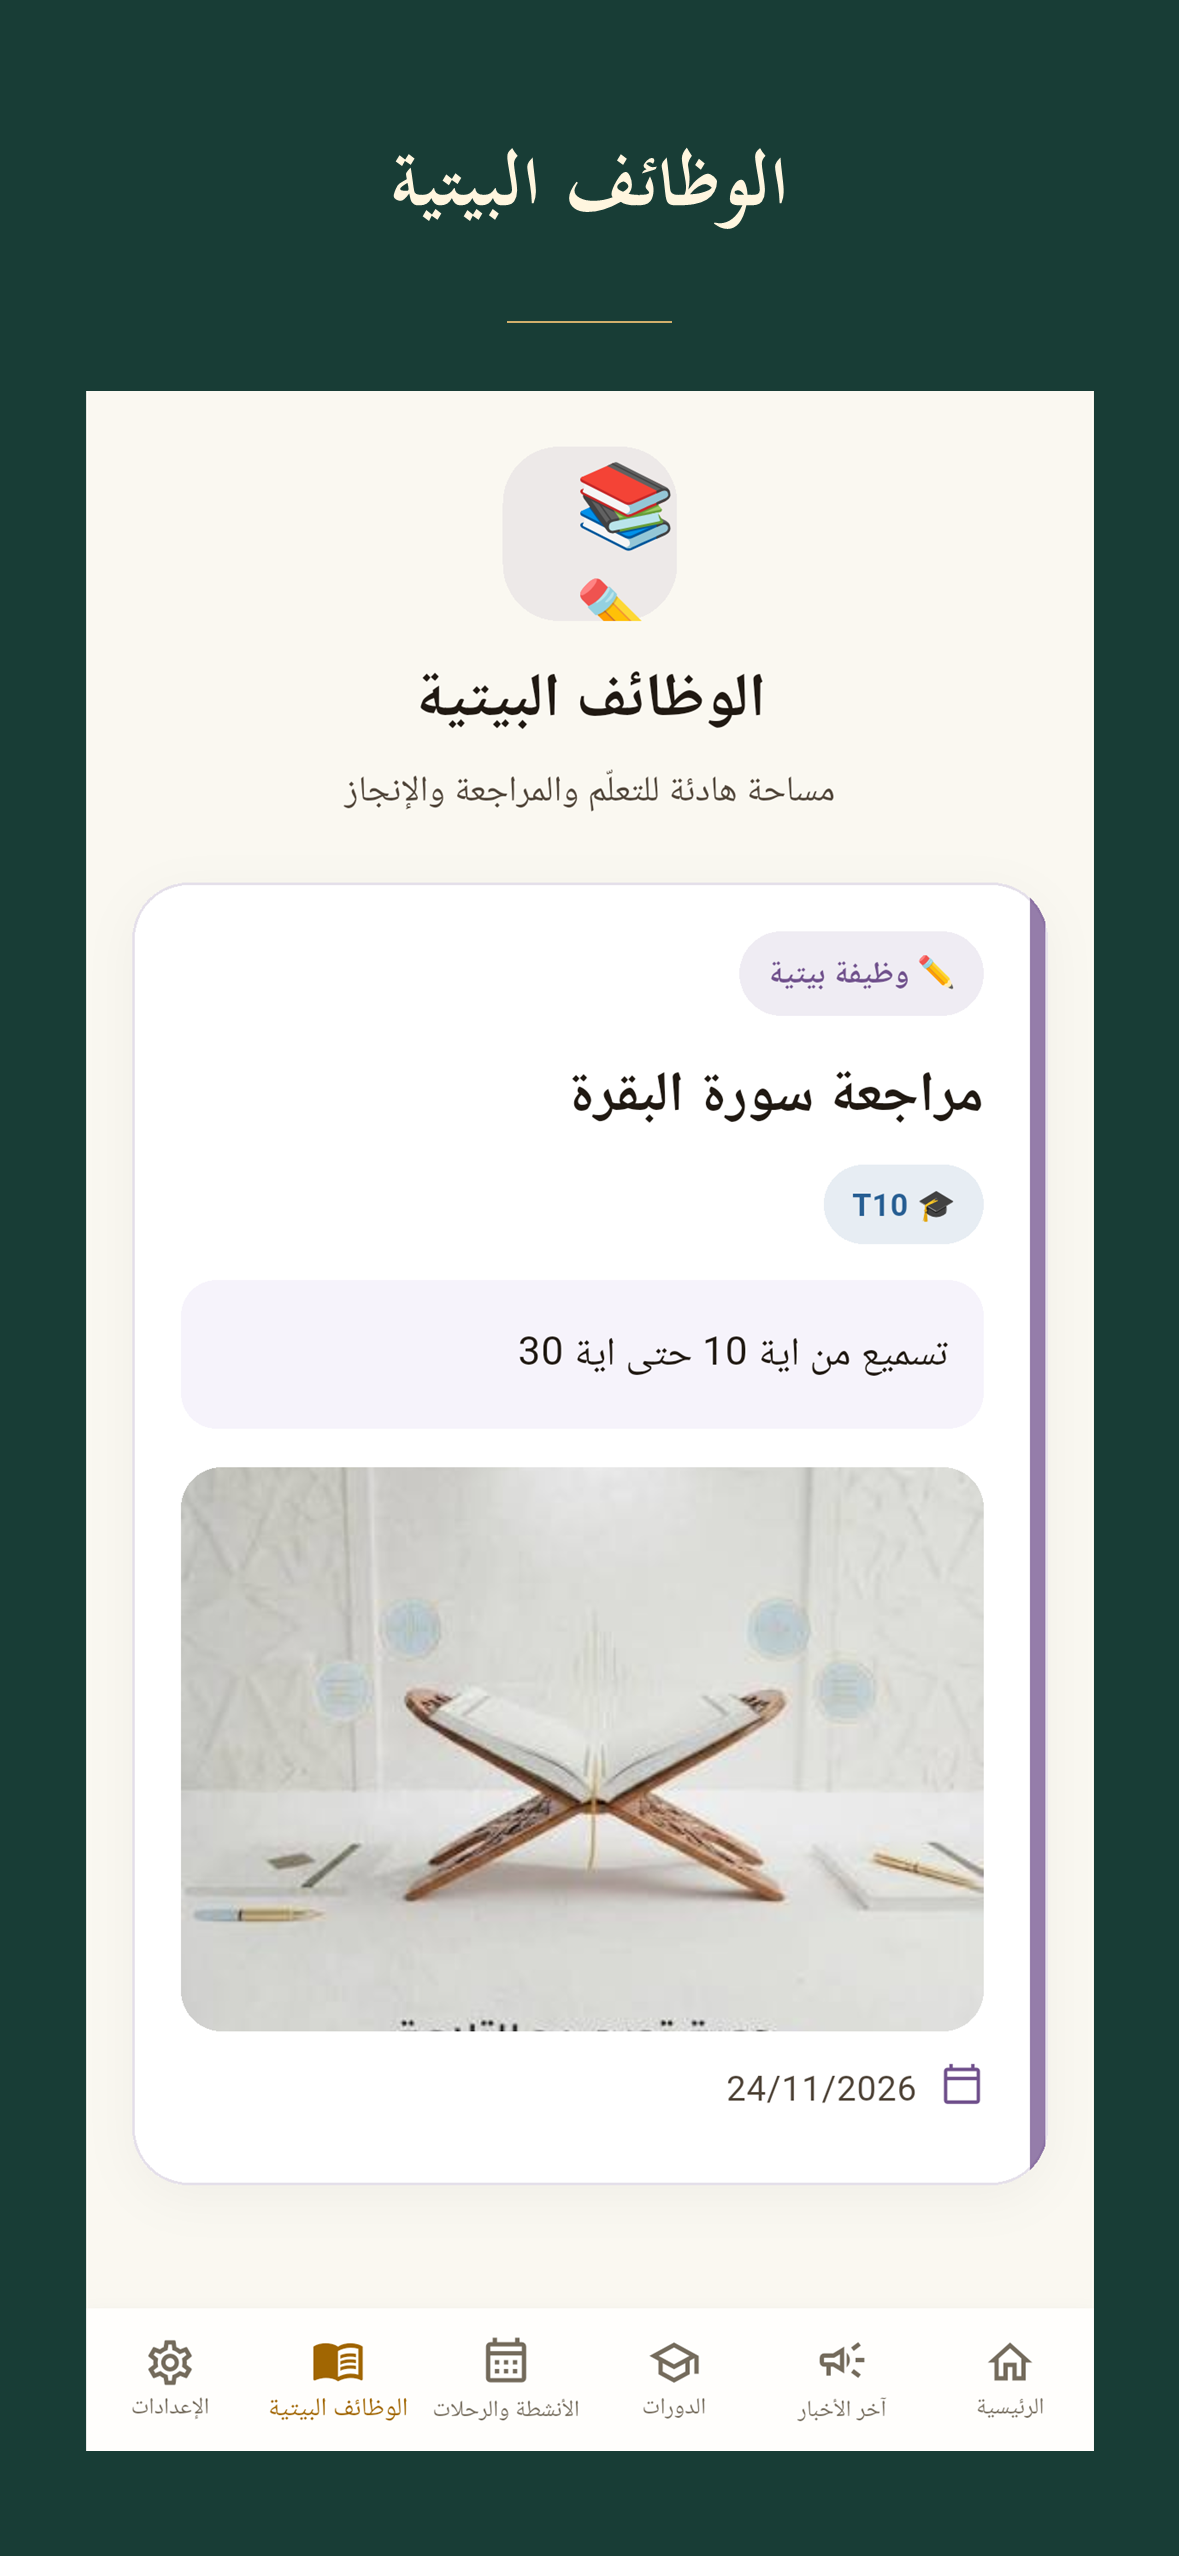 الوظائف البيتية
الوظائف البيتية
مساحة هادئة للتعلّم والمراجعة والإنجاز
✏️ وظيفة بيتية
مراجعة سورة البقرة
🎓 T10
تسميع من اية 10 حتى اية 30
24/11/2026
الرئيسية
آخر الأخبار
الدورات
الأنشطة والرحلات
الوظائف البيتية
الإعدادات